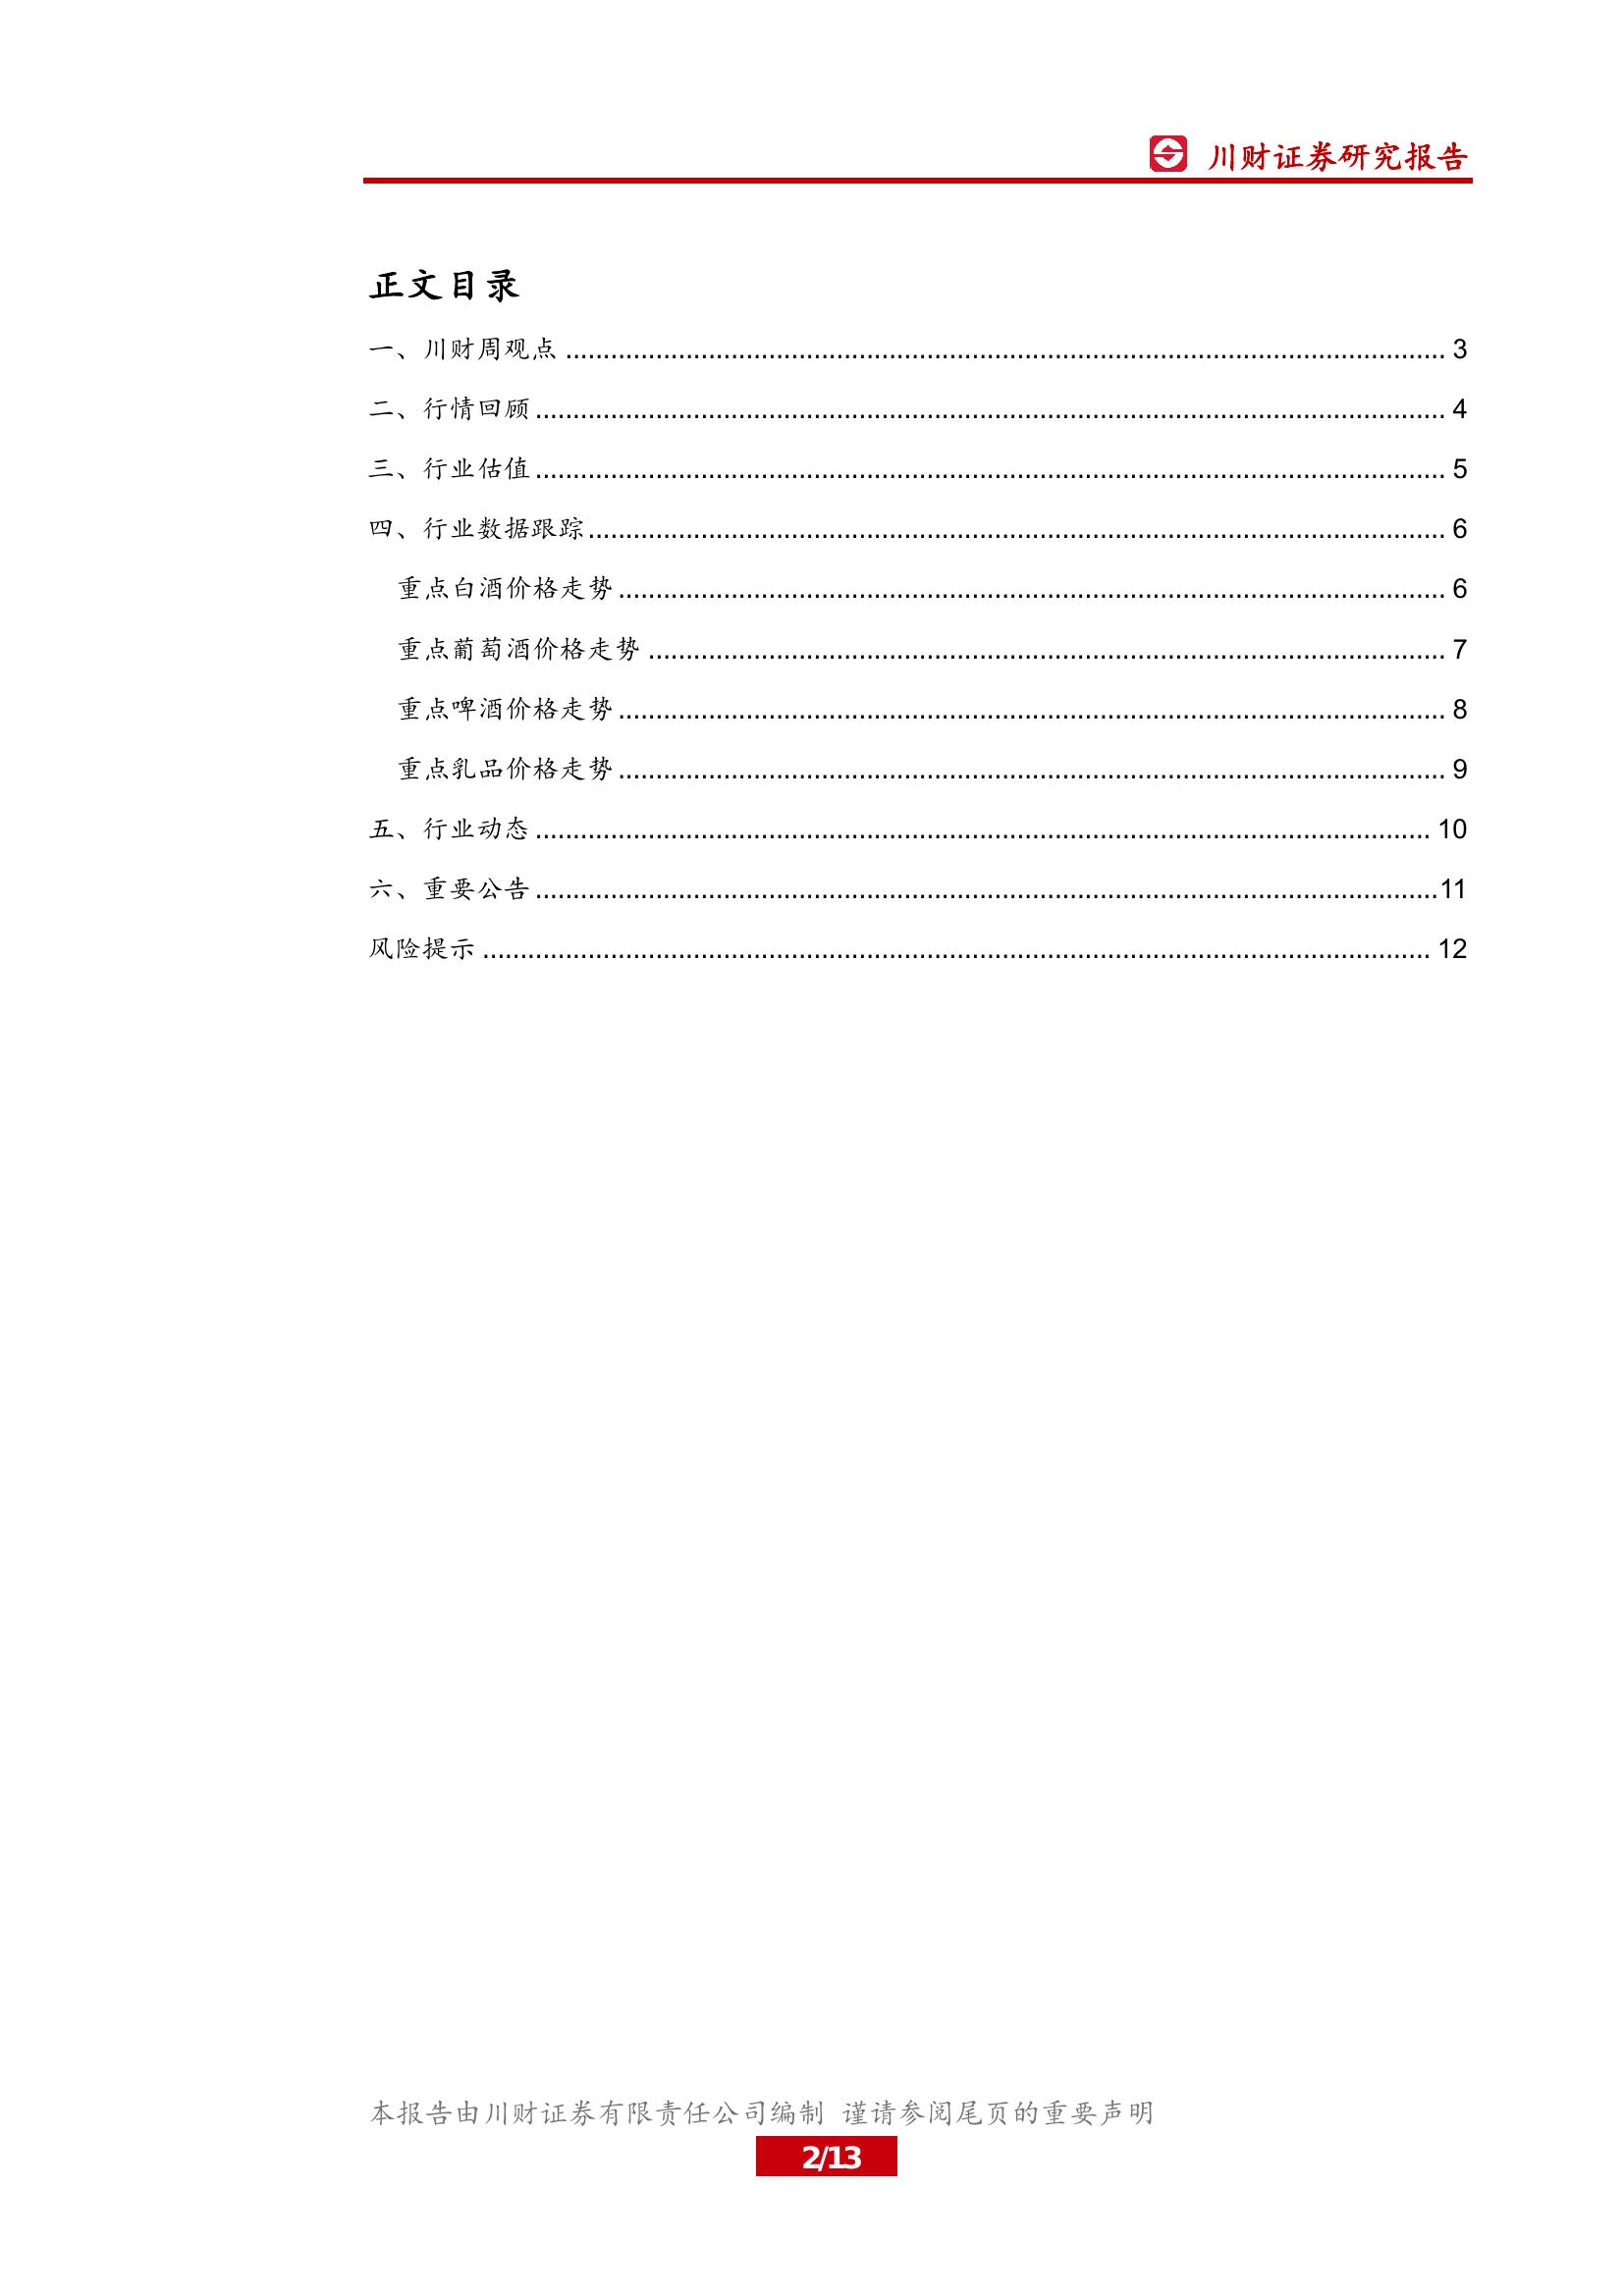 川财证券研究报告
正文目录
一、川财周观点 ........................................................ 3
二、行情回顾 ........................................................ 4
三、行业估值 ........................................................ 5
四、行业数据跟踪 ........................................................ 6
重点白酒价格走势 ........................................................ 6
重点葡萄酒价格走势 ........................................................ 7
重点啤酒价格走势 ........................................................ 8
重点乳品价格走势 ........................................................ 9
五、行业动态 ........................................................ 10
六、重要公告 ........................................................ 11
风险提示 ........................................................ 12
本报告由川财证券有限责任公司编制 谨请参阅尾页的重要声明
2/13